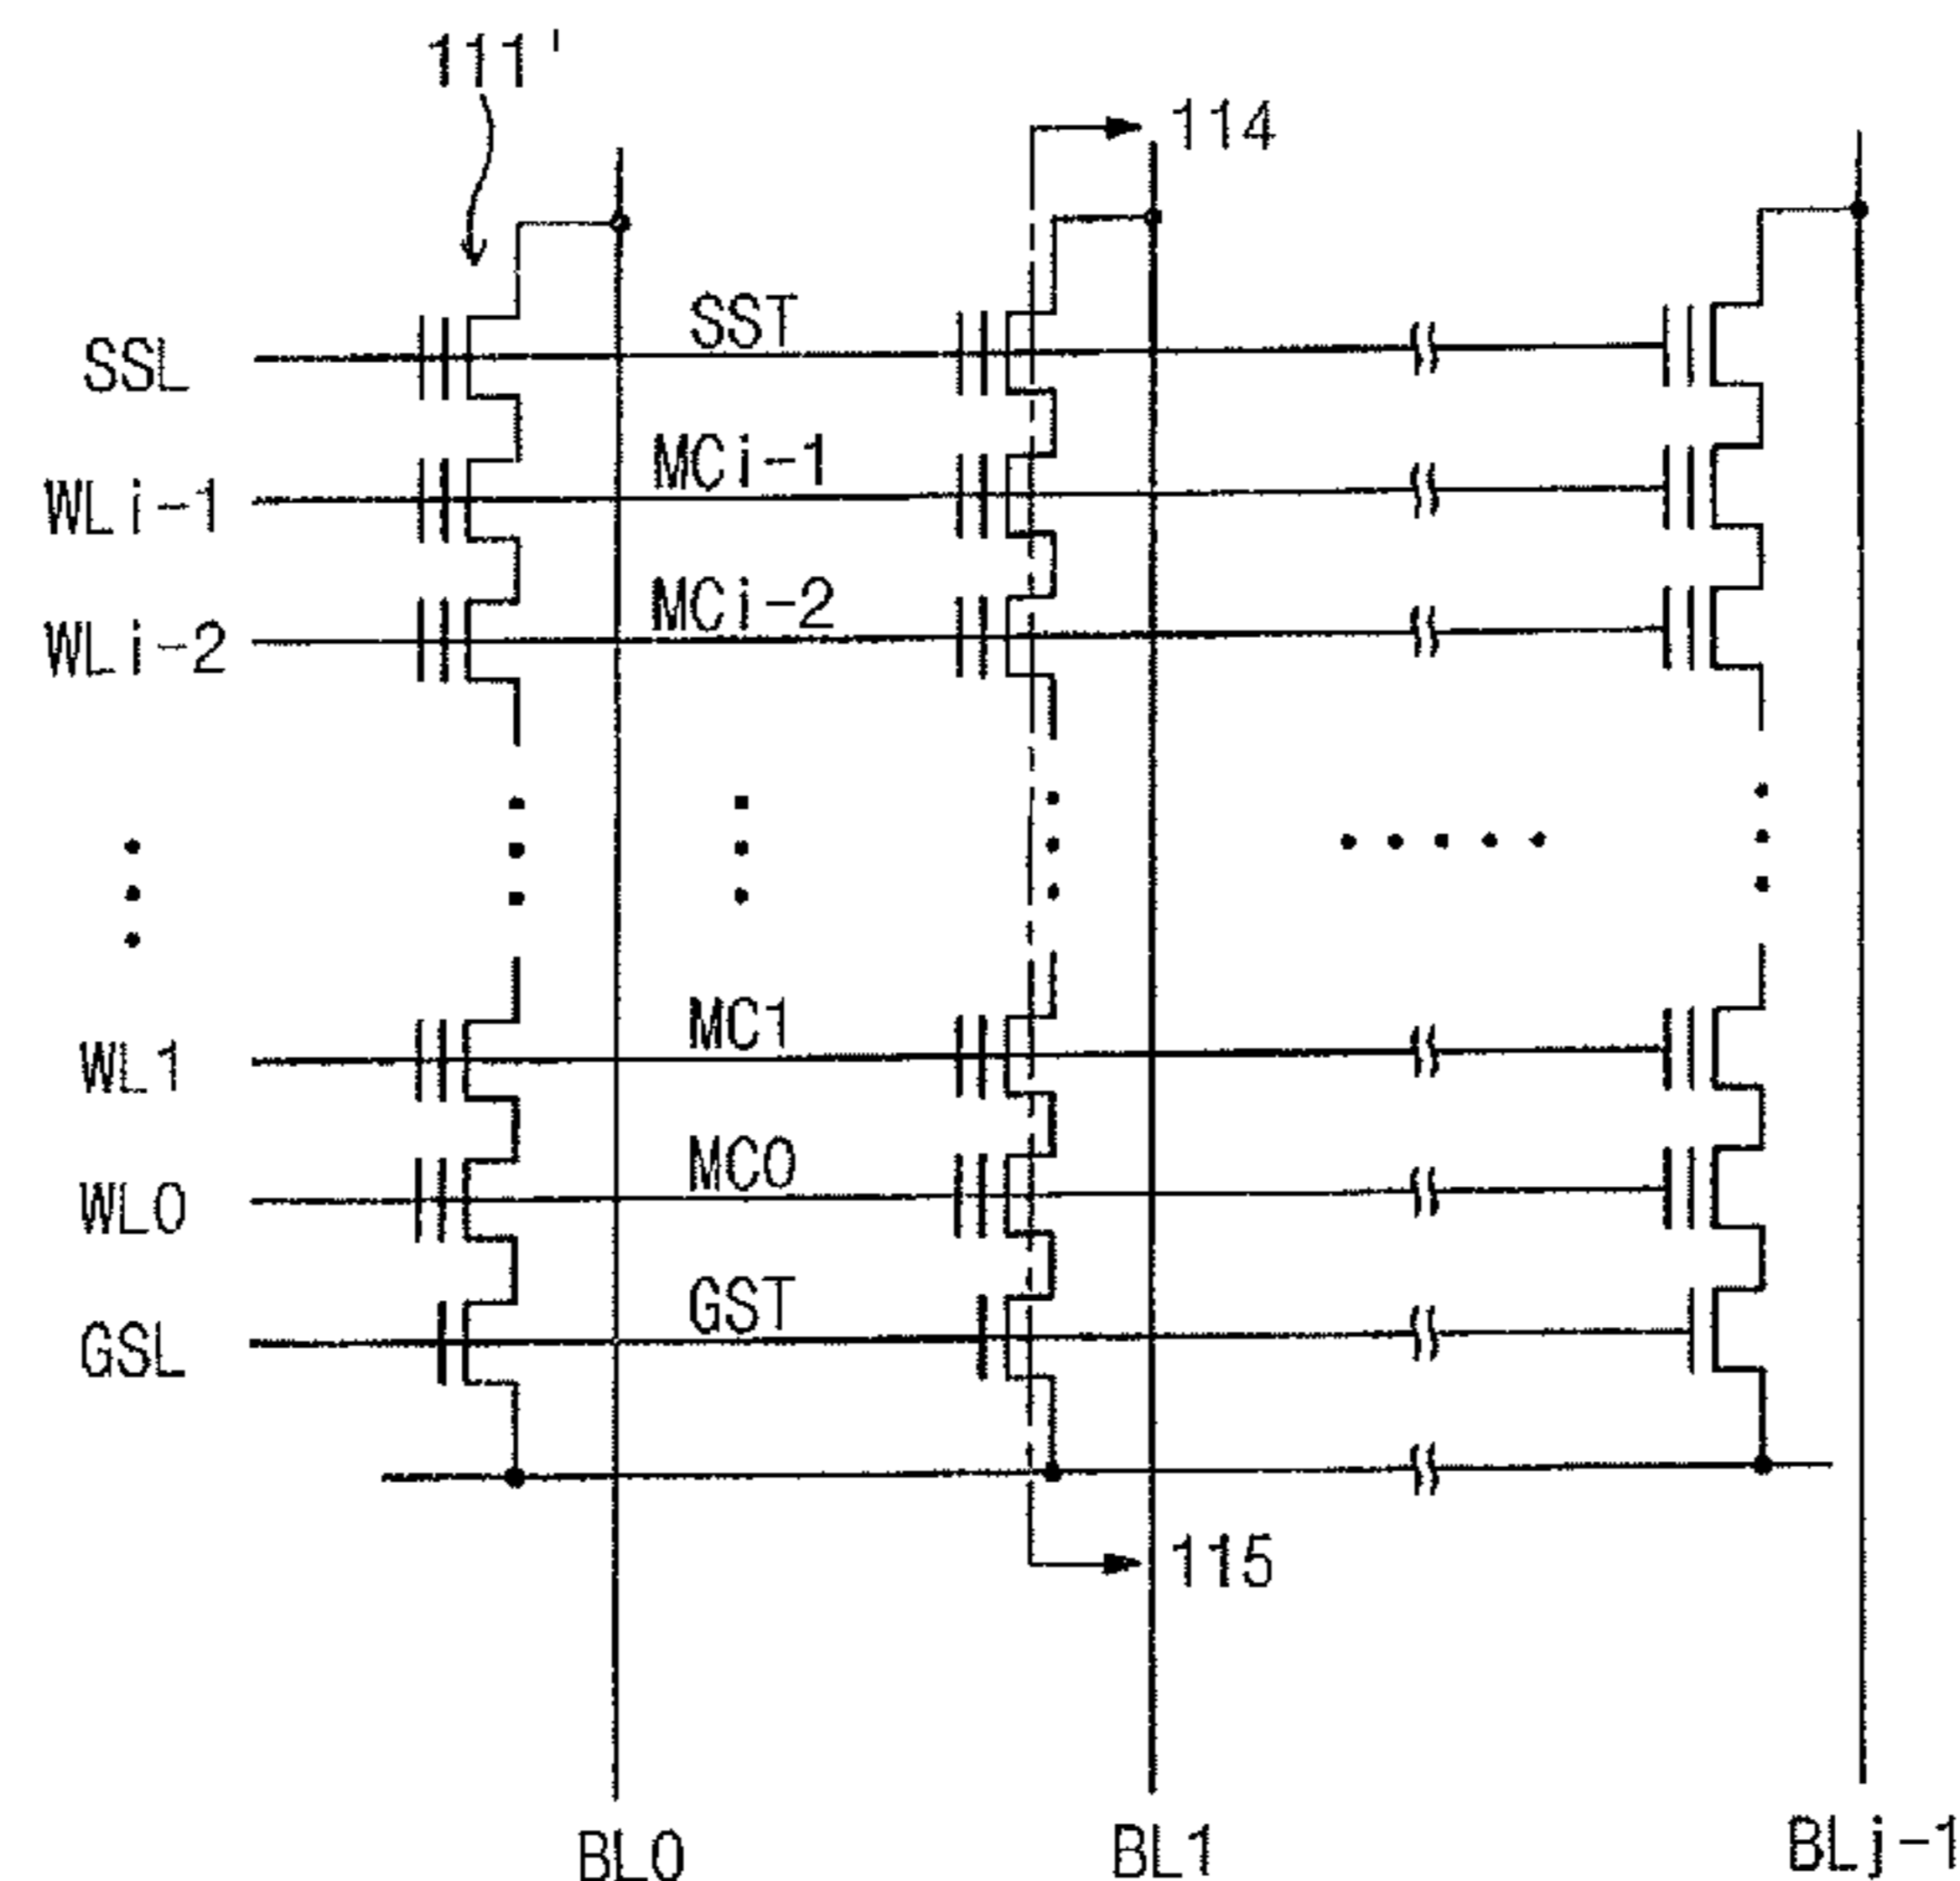 111'
114
SSL
SST
WLi-1
MCi-1
WLi-2
MCi-2
WL1
MC1
WL0
MC0
GSL
GST
115
BL0
BL1
BLj-1